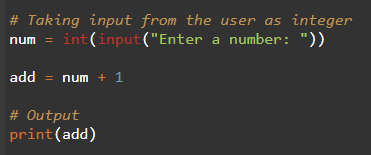 # Taking input from the user as integer
num = int(input("Enter a number: "))
add = num + 1
# Output
print(add)